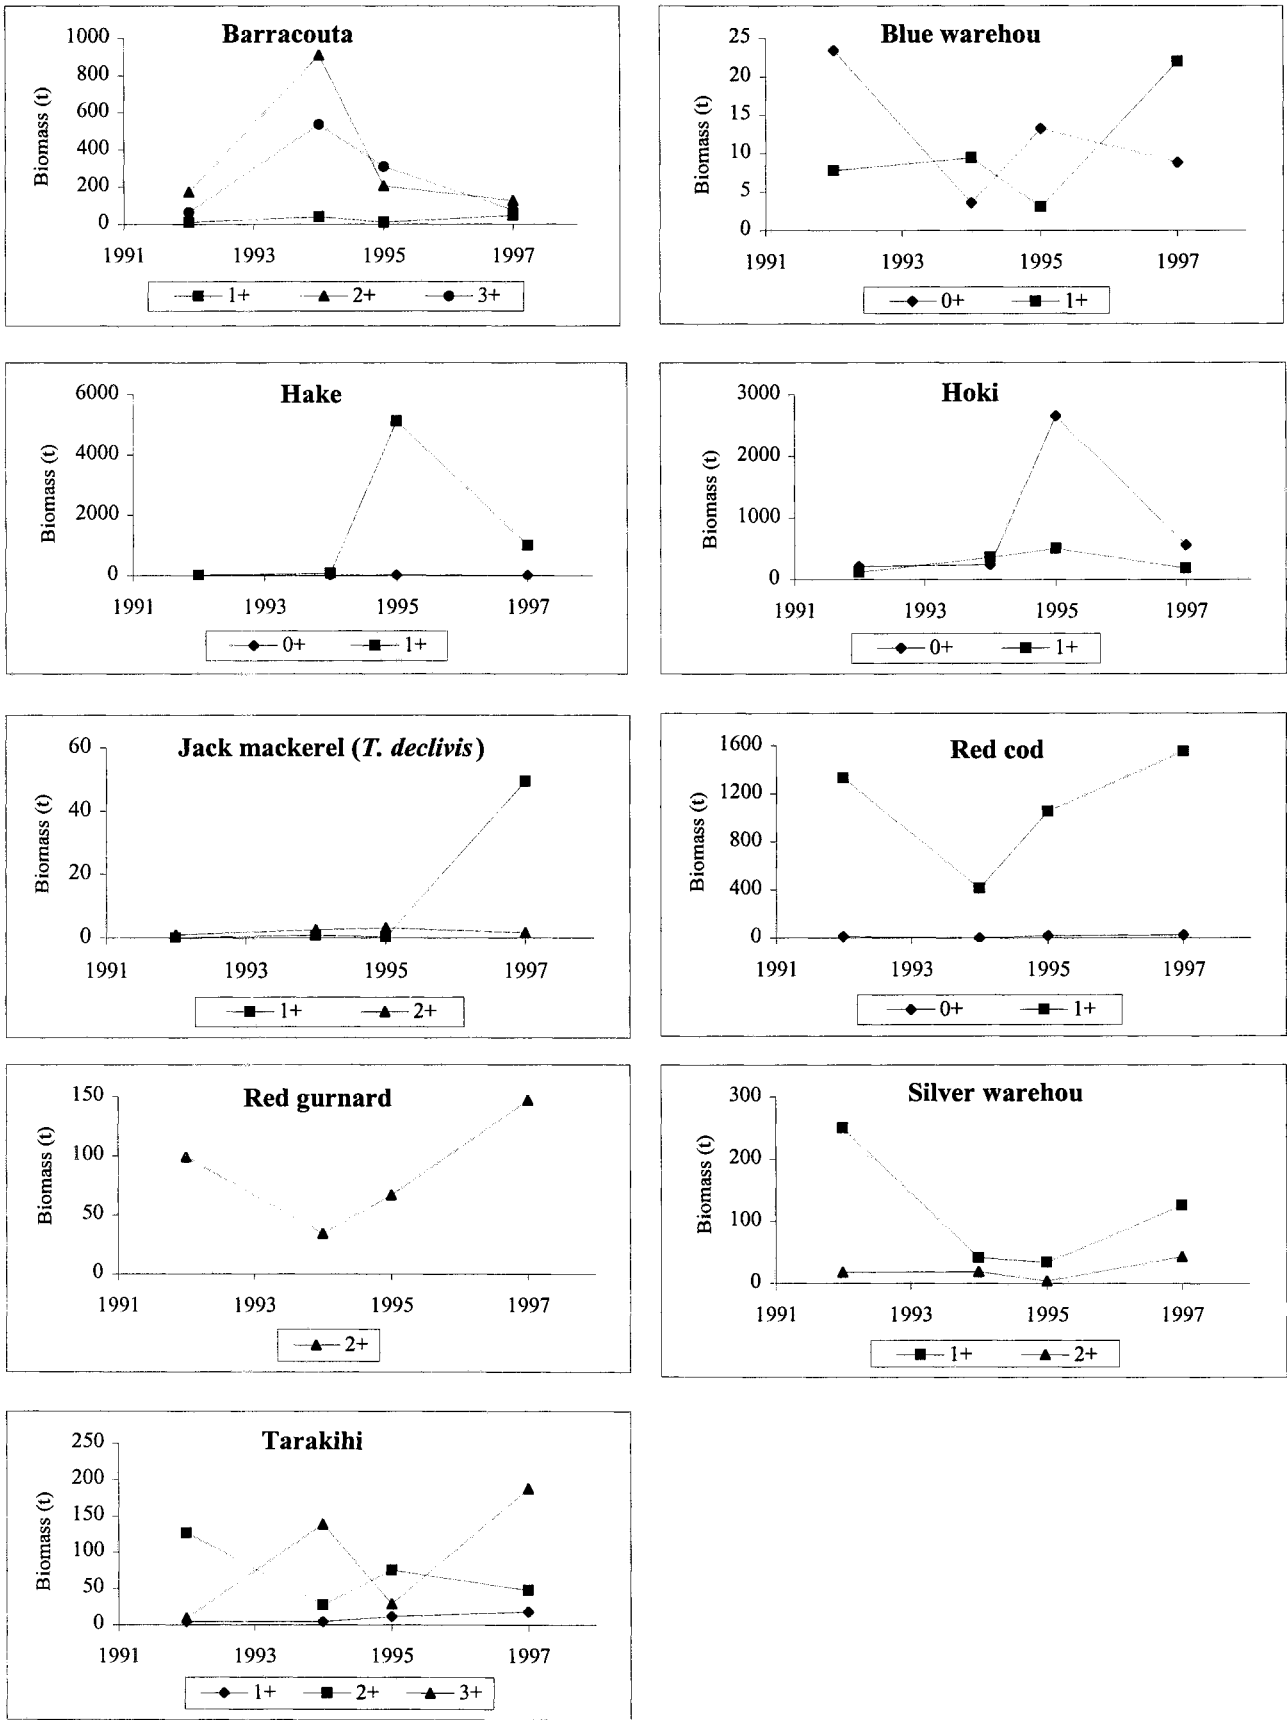 Barracouta
Biomass (t)
1000
800
600
400
200
0
1991 1993 1995 1997
1+ 2+ 3+
Blue warehou
Biomass (t)
25
20
15
10
5
0
1991 1993 1995 1997
0+ 1+
Hake
Biomass (t)
6000
4000
2000
0
1991 1993 1995 1997
0+ 1+
Hoki
Biomass (t)
3000
2000
1000
0
1991 1993 1995 1997
0+ 1+
Jack mackerel (T. declivis)
Biomass (t)
60
40
20
0
1991 1993 1995 1997
1+ 2+
Red cod
Biomass (t)
1600
1200
800
400
0
1991 1993 1995 1997
0+ 1+
Red gurnard
Biomass (t)
150
100
50
0
1991 1993 1995 1997
2+
Silver warehou
Biomass (t)
300
200
100
0
1991 1993 1995 1997
1+ 2+
Tarakihi
Biomass (t)
250
200
150
100
50
0
1991 1993 1995 1997
1+ 2+ 3+